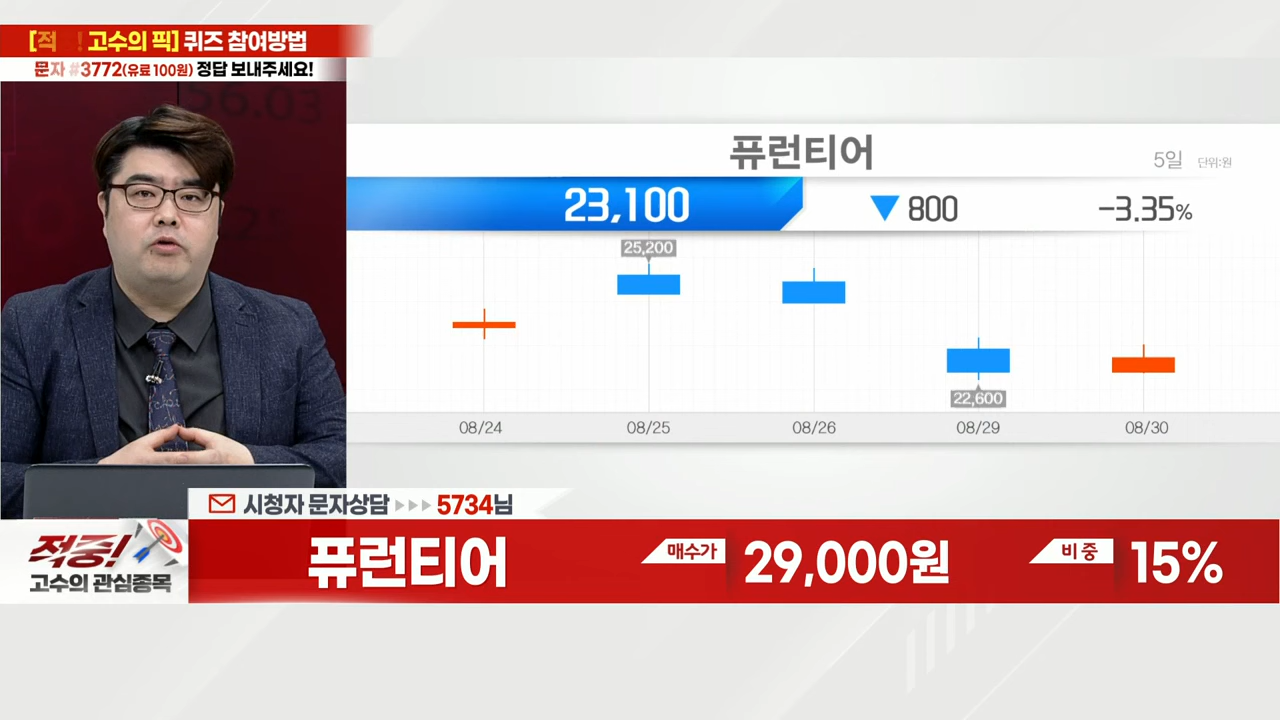 [적중! 고수의 픽] 퀴즈 참여방법
문자 #3772(유료 100원) 정답 보내주세요!
56.03
퓨런티어
5일 단위:원
23,100 ▼ 800 -3.35%
25,200
22,600
08/24 08/25 08/26 08/29 08/30
시청자 문자상담 ▶▶▶ 5734님
적중!
고수의 관심종목
퓨런티어 매수가 29,000원 비중 15%